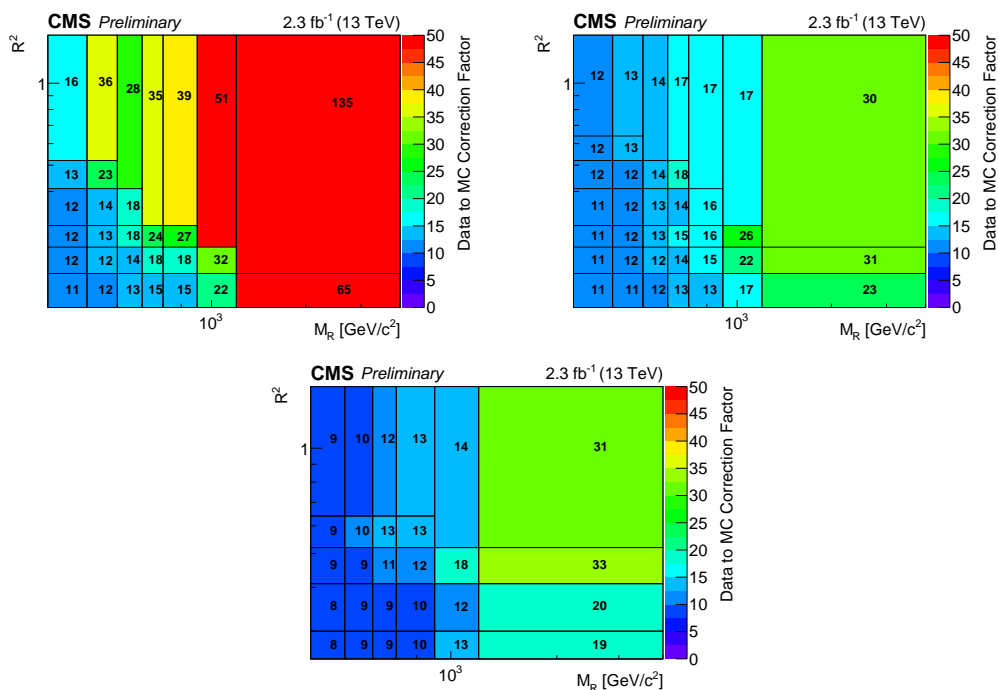 CMS Preliminary 2.3 fb⁻¹ (13 TeV)
R²
1
16 36 28 35 39 51 135
13 23
12 14 18
12 13 18 24 27
12 12 14 18 18 32
11 12 13 15 15 22 65
10³
M_R [GeV/c²]
50
45
40
35
30
25
20
15
10
5
0
Data to MC Correction Factor
CMS Preliminary 2.3 fb⁻¹ (13 TeV)
R²
1
12 13 14 17 17 17 30
12 13
12 12 14 18
11 12 13 14 16
11 12 13 15 16 26
11 12 12 14 15 22 31
11 11 12 13 13 17 23
10³
M_R [GeV/c²]
50
45
40
35
30
25
20
15
10
5
0
Data to MC Correction Factor
CMS Preliminary 2.3 fb⁻¹ (13 TeV)
R²
1
9 10 12 13 14 31
9 10 13 13
9 9 11 12 18 33
8 9 9 10 12 20
8 9 9 10 13 19
10³
M_R [GeV/c²]
50
45
40
35
30
25
20
15
10
5
0
Data to MC Correction Factor